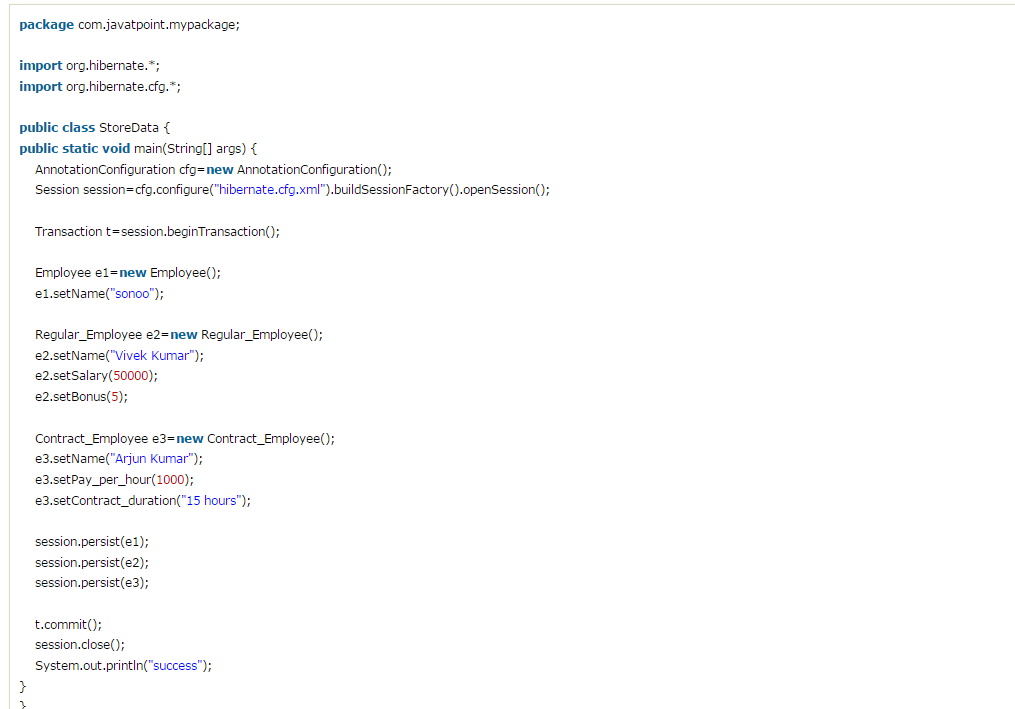 package com.javatpoint.mypackage;
import org.hibernate.*;
import org.hibernate.cfg.*;
public class StoreData {
public static void main(String[] args) {
AnnotationConfiguration cfg=new AnnotationConfiguration();
Session session=cfg.configure("hibernate.cfg.xml").buildSessionFactory().openSession();
Transaction t=session.beginTransaction();
Employee e1=new Employee();
e1.setName("sonoo");
Regular_Employee e2=new Regular_Employee();
e2.setName("Vivek Kumar");
e2.setSalary(50000);
e2.setBonus(5);
Contract_Employee e3=new Contract_Employee();
e3.setName("Arjun Kumar");
e3.setPay_per_hour(1000);
e3.setContract_duration("15 hours");
session.persist(e1);
session.persist(e2);
session.persist(e3);
t.commit();
session.close();
System.out.println("success");
}
}